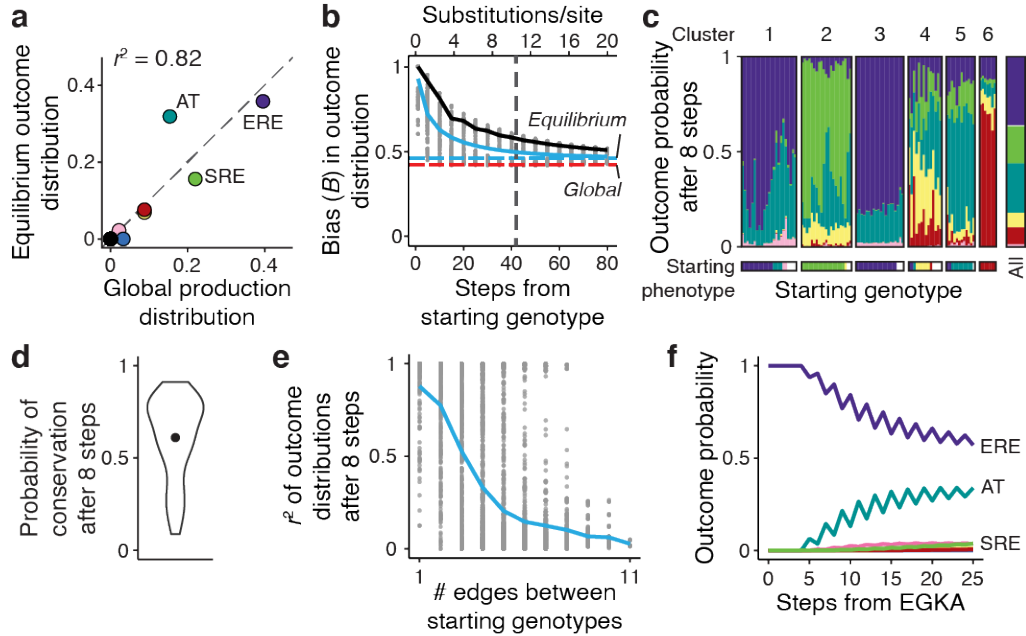 a
Equilibrium outcome
distribution
r² = 0.82
AT
ERE
SRE
0.4
0.2
0
0
0.2
0.4
Global production
distribution
b
Substitutions/site
0
4
10
16
20
Bias (B) in outcome
distribution
1
0.5
0
Equilibrium
Global
0
20
40
60
80
Steps from
starting genotype
c
Cluster
1
2
3
4
5
6
Outcome probability
after 8 steps
1
0.5
0
Starting
phenotype
Starting genotype
All
d
Probability of
conservation
after 8 steps
1
0.5
0
e
r² of outcome
distributions
after 8 steps
1
0.5
0
1
11
# edges between
starting genotypes
f
Outcome probability
1
0.5
0
ERE
AT
SRE
0
5
10
15
20
25
Steps from EGKA